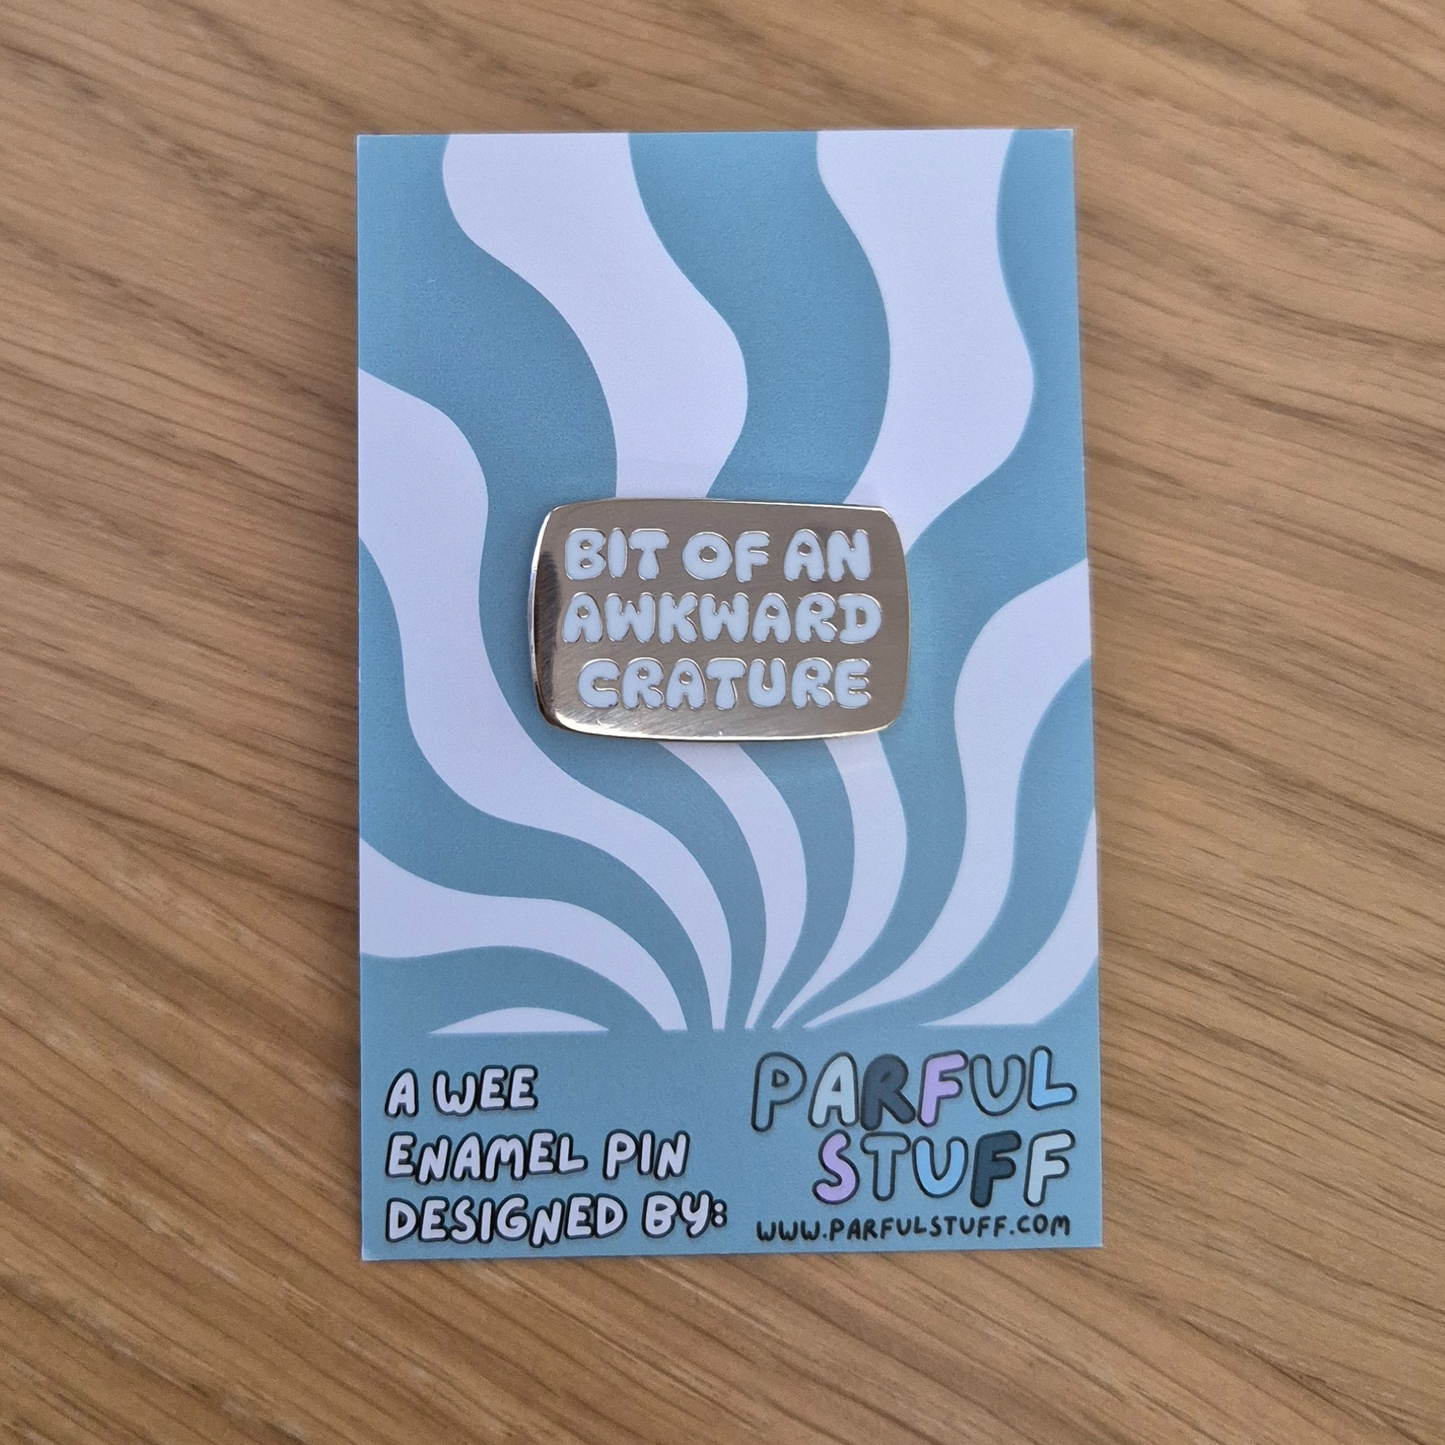 BIT OF AN
AWKWARD
CRATURE
A WEE
ENAMEL PIN
DESIGNED BY:
PARFUL
STUFF
WWW.PARFULSTUFF.COM